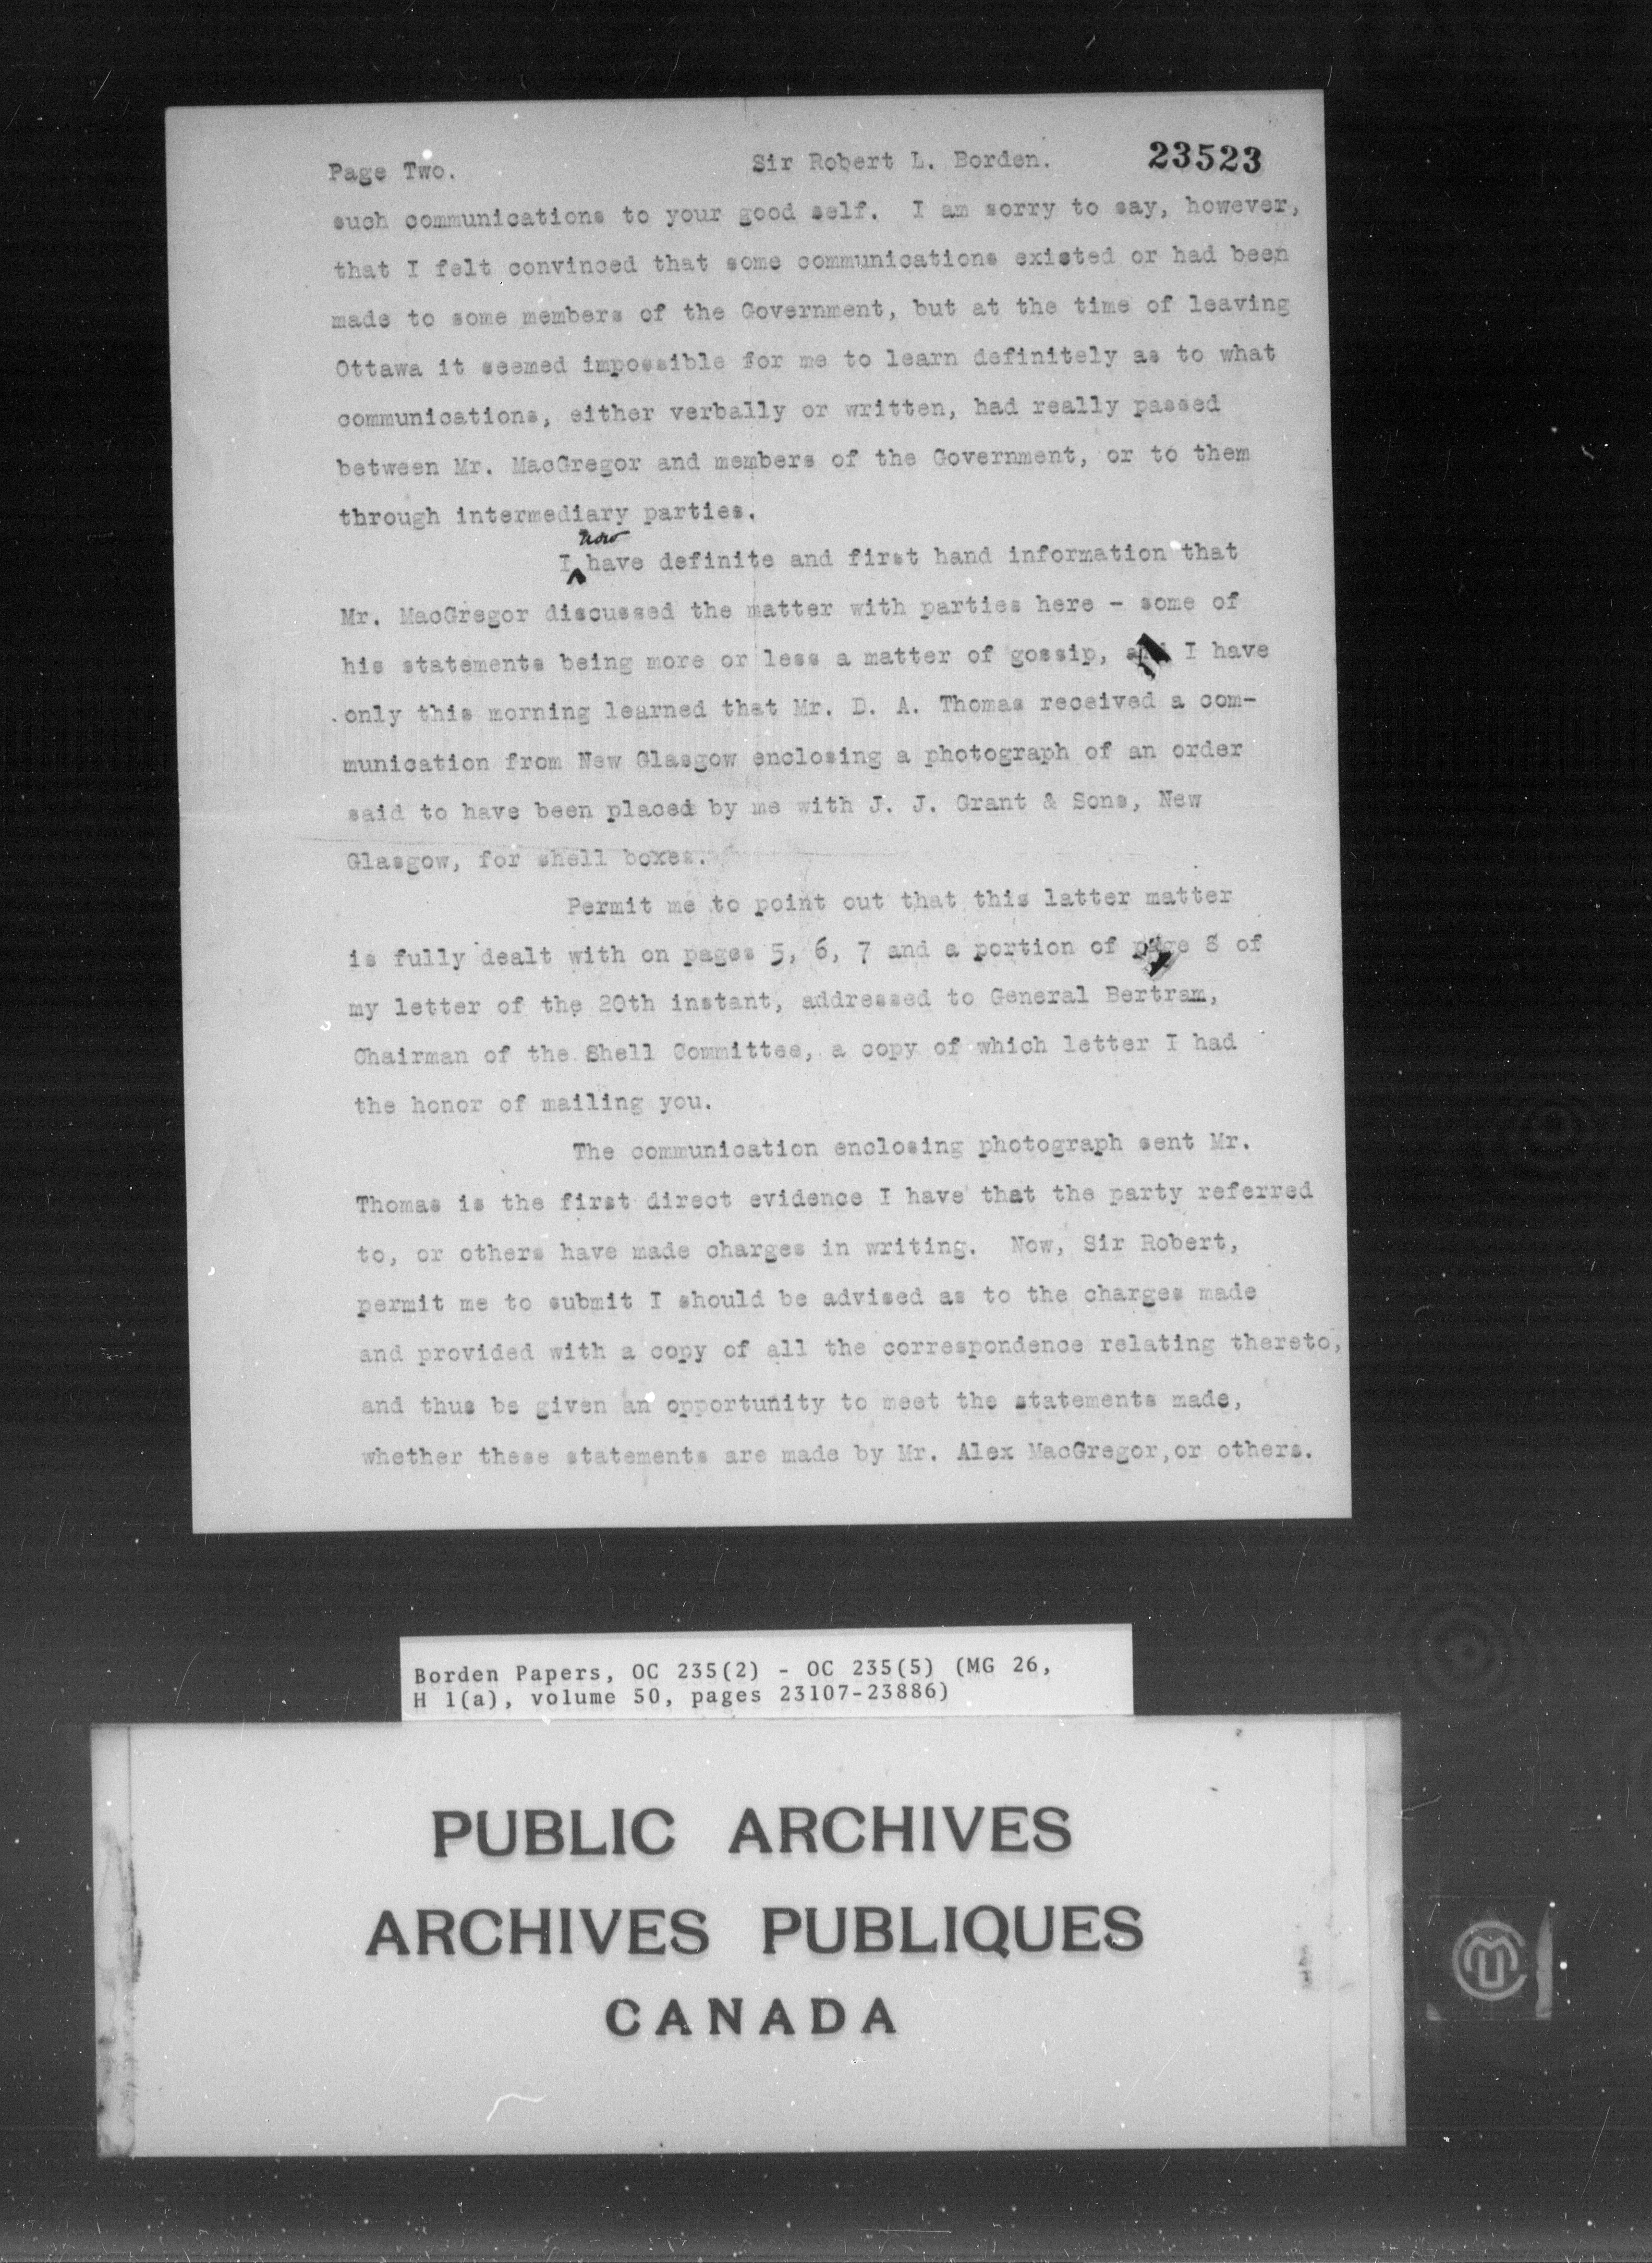 Page Two. Sir Robert L. Borden. 23523
such communications to your good self. I am sorry to say, however,
that I felt convinced that some communications existed or had been
made to some members of the Government, but at the time of leaving
Ottawa it seemed impossible for me to learn definitely as to what
communications, either verbally or written, had really passed
between Mr. MacGregor and members of the Government, or to them
through intermediary parties.
now
I have definite and first hand information that
Mr. MacGregor discussed the matter with parties here - some of
his statements being more or less a matter of gossip, and I have
only this morning learned that Mr. D. A. Thomas received a com-
munication from New Glasgow enclosing a photograph of an order
said to have been placed by me with J. J. Grant & Sons, New
Glasgow, for shell boxes.
Permit me to point out that this latter matter
is fully dealt with on pages 5, 6, 7 and a portion of page 8 of
my letter of the 20th instant, addressed to General Bertram,
Chairman of the Shell Committee, a copy of which letter I had
the honor of mailing you.
The communication enclosing photograph sent Mr.
Thomas is the first direct evidence I have that the party referred
to, or others have made charges in writing. Now, Sir Robert,
permit me to submit I should be advised as to the charges made
and provided with a copy of all the correspondence relating thereto,
and thus be given an opportunity to meet the statements made,
whether these statements are made by Mr. Alex MacGregor,or others.
Borden Papers, OC 235(2) - OC 235(5) (MG 26,
H 1(a), volume 50, pages 23107-23886)
PUBLIC ARCHIVES
ARCHIVES PUBLIQUES
CANADA